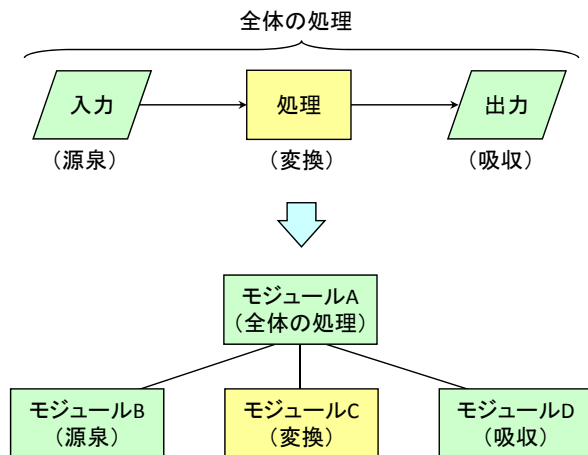 全体の処理
入力
処理
出力
（源泉）
（変換）
（吸収）
モジュールA
（全体の処理）
モジュールB
（源泉）
モジュールC
（変換）
モジュールD
（吸収）